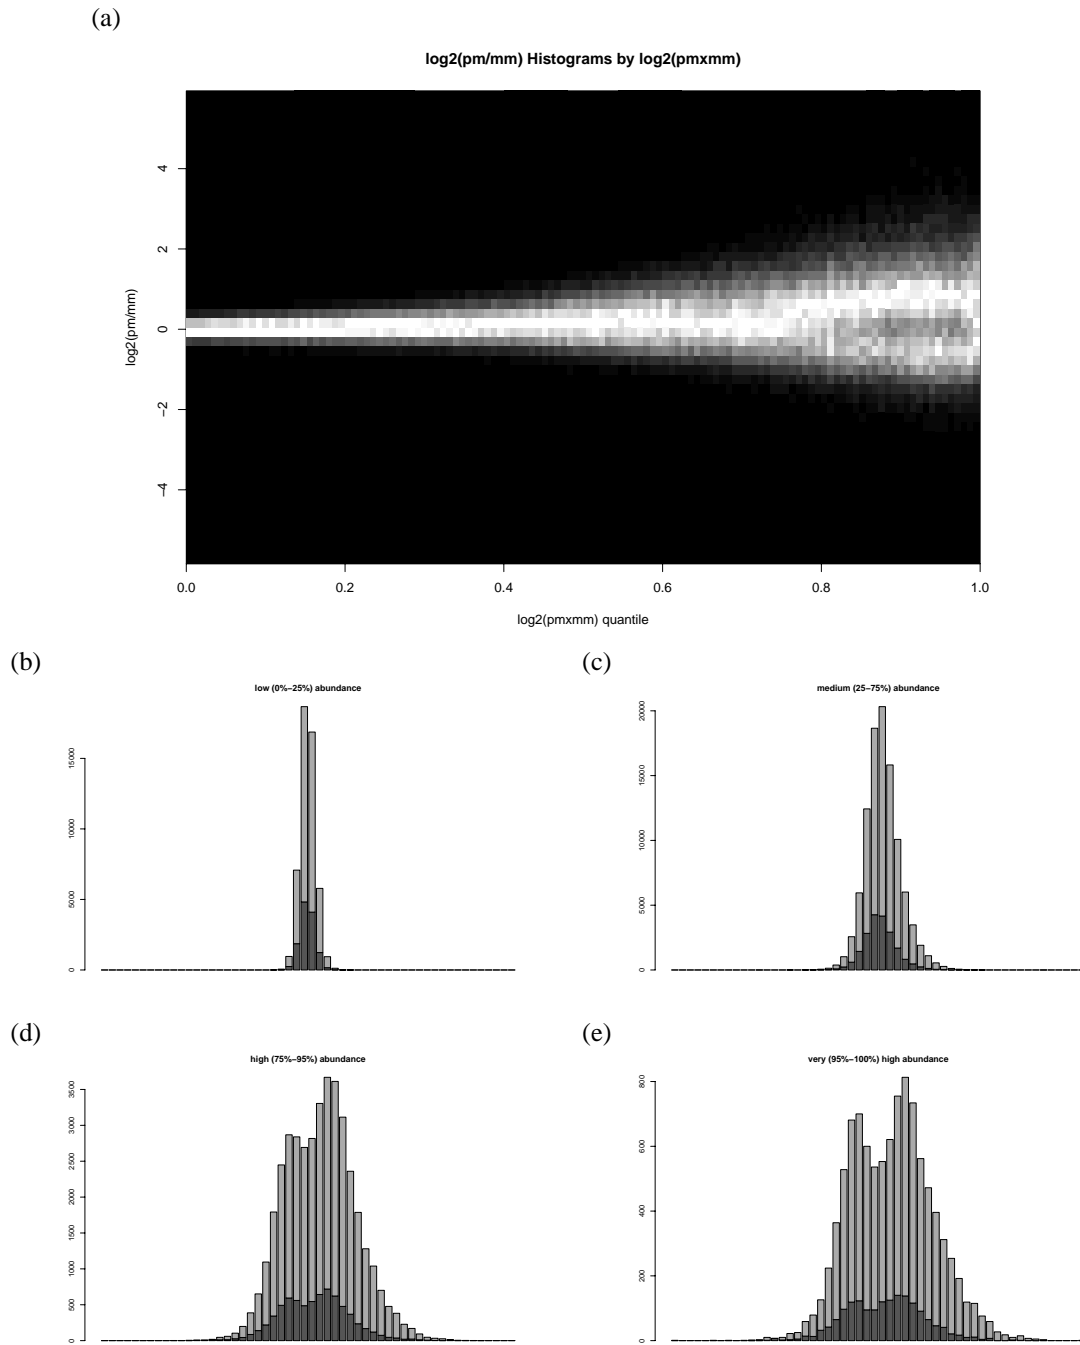 (a)
log2(pm/mm) Histograms by log2(pmxmm)
4
2
0
−2
−4
log2(pm/mm)
0.0 0.2 0.4 0.6 0.8 1.0
log2(pmxmm) quantile
(b)
low (0%−25%) abundance
15000
10000
5000
0
(c)
medium (25−75%) abundance
20000
15000
10000
5000
0
(d)
high (75%−95%) abundance
3500
3000
2500
2000
1500
1000
500
0
(e)
very (95%−100%) high abundance
800
600
400
200
0